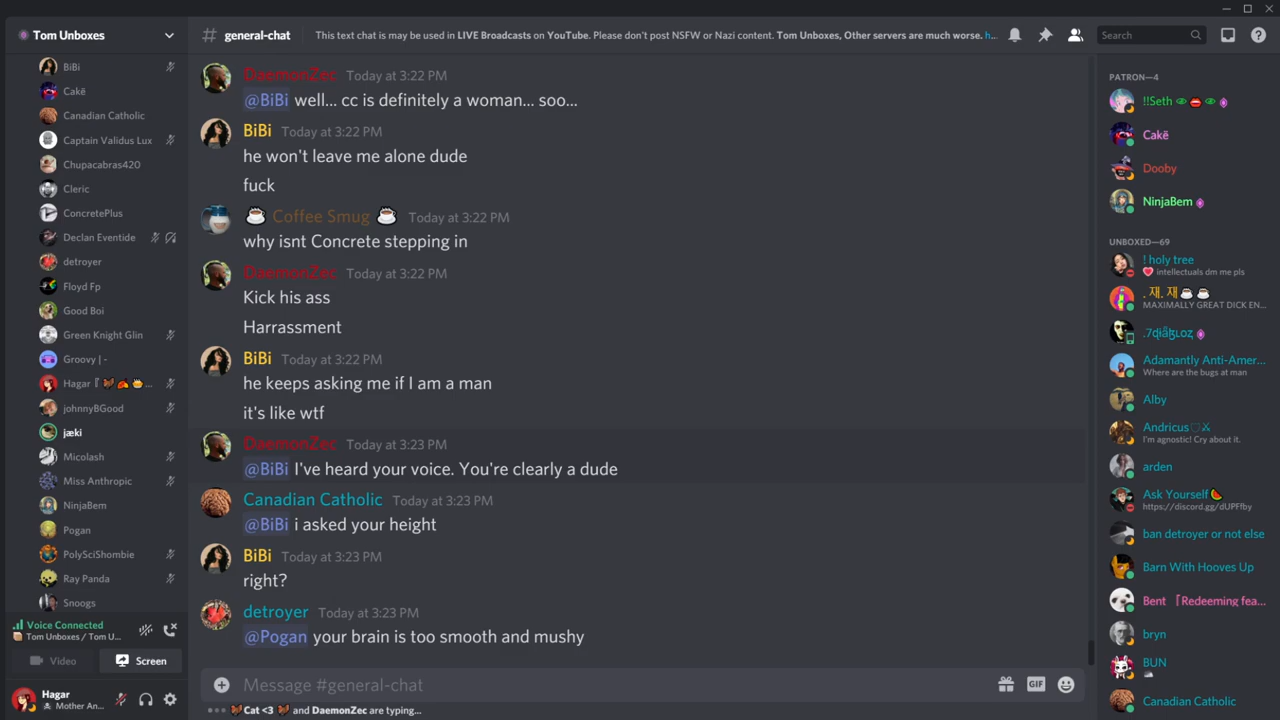 Tom Unboxes
BiBi
Cakë
Canadian Catholic
Captain Validus Lux
Chupacabras420
Cleric
ConcretePlus
Declan Eventide
detroyer
Floyd Fp
Good Boi
Green Knight Glin
Groovy | -
Hagar『🦋🍂🤴...
johnnyBGood
jæki
Micolash
Miss Anthropic
NinjaBem
Pogan
PolySciShombie
Ray Panda
Snoogs
Voice Connected
Tom Unboxes / Tom U...
Video
Screen
Hagar
Mother An...
# general-chat
This text chat is may be used in LIVE Broadcasts on YouTube. Please don't post NSFW or Nazi content. Tom Unboxes, Other servers are much worse. h...
Search
DaemonZec Today at 3:22 PM
@BiBi well... cc is definitely a woman... soo...
BiBi Today at 3:22 PM
he won't leave me alone dude
fuck
☕ Coffee Smug ☕ Today at 3:22 PM
why isnt Concrete stepping in
DaemonZec Today at 3:22 PM
Kick his ass
Harrassment
BiBi Today at 3:22 PM
he keeps asking me if I am a man
it's like wtf
DaemonZec Today at 3:23 PM
@BiBi I've heard your voice. You're clearly a dude
Canadian Catholic Today at 3:23 PM
@BiBi i asked your height
BiBi Today at 3:23 PM
right?
detroyer Today at 3:23 PM
@Pogan your brain is too smooth and mushy
Message #general-chat
GIF
🦋Cat <3 🦋 and DaemonZec are typing...
PATRON—4
!!Seth 👁👄👁
Cakë
Dooby
NinjaBem
UNBOXED—69
! holy tree
❤ intellectuals dm me pls
. 재. 재☕☕
MAXIMALLY GREAT DICK EN...
Adamantly Anti-Amer...
Where are the bugs at man
Alby
Andricus♡⚔
I'm agnostic! Cry about it.
arden
Ask Yourself🍉
https://discord.gg/dUPFfby
ban detroyer or not else
Barn With Hooves Up
Bent 「Redeeming fea...
bryn
BUN
Canadian Catholic